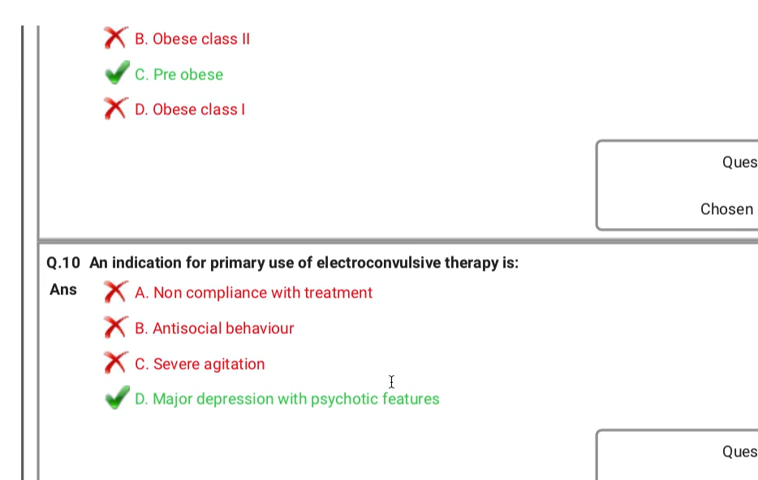 B. Obese class II
C. Pre obese
D. Obese class I
Ques
Chosen
Q.10 An indication for primary use of electroconvulsive therapy is:
Ans A. Non compliance with treatment
B. Antisocial behaviour
C. Severe agitation
D. Major depression with psychotic features
Ques